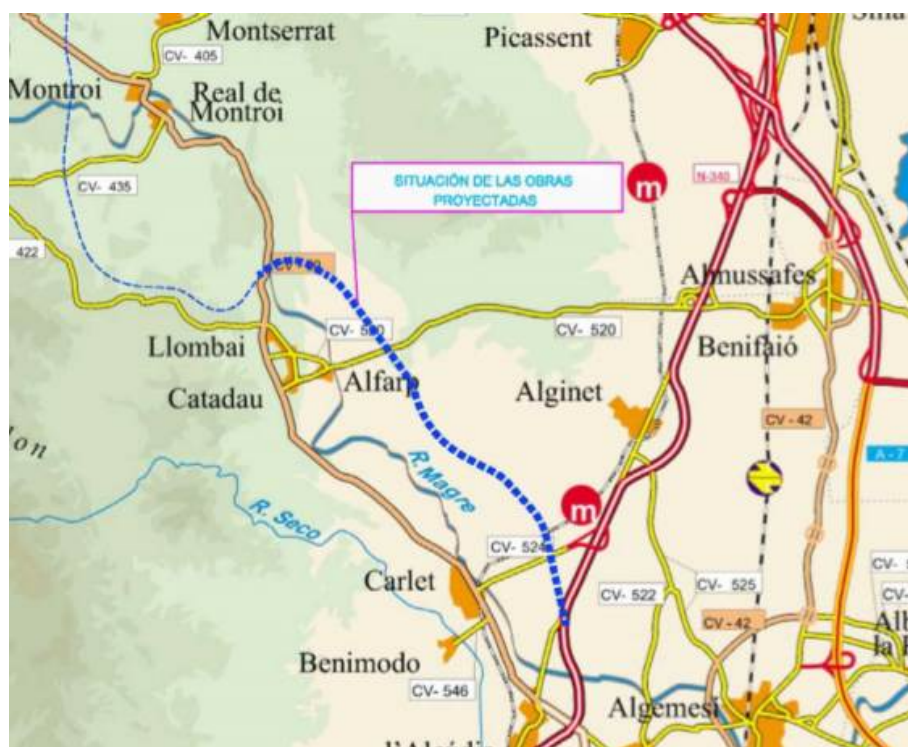 Montserrat
Picassent
CV- 405
Montroi
Real de
Montroi
SITUACIÓN DE LAS OBRAS
PROYECTADAS
m
N-340
CV- 435
422
Almussafes
CV- 520
Llombai
Benifaió
Alfarp
Catadau
Alginet
CV - 42
A - 7
R. Magre
R. Seco
m
CV- 524
Carlet
CV- 522
CV- 525
CV - 42
Benimodo
CV- 546
Algemesí